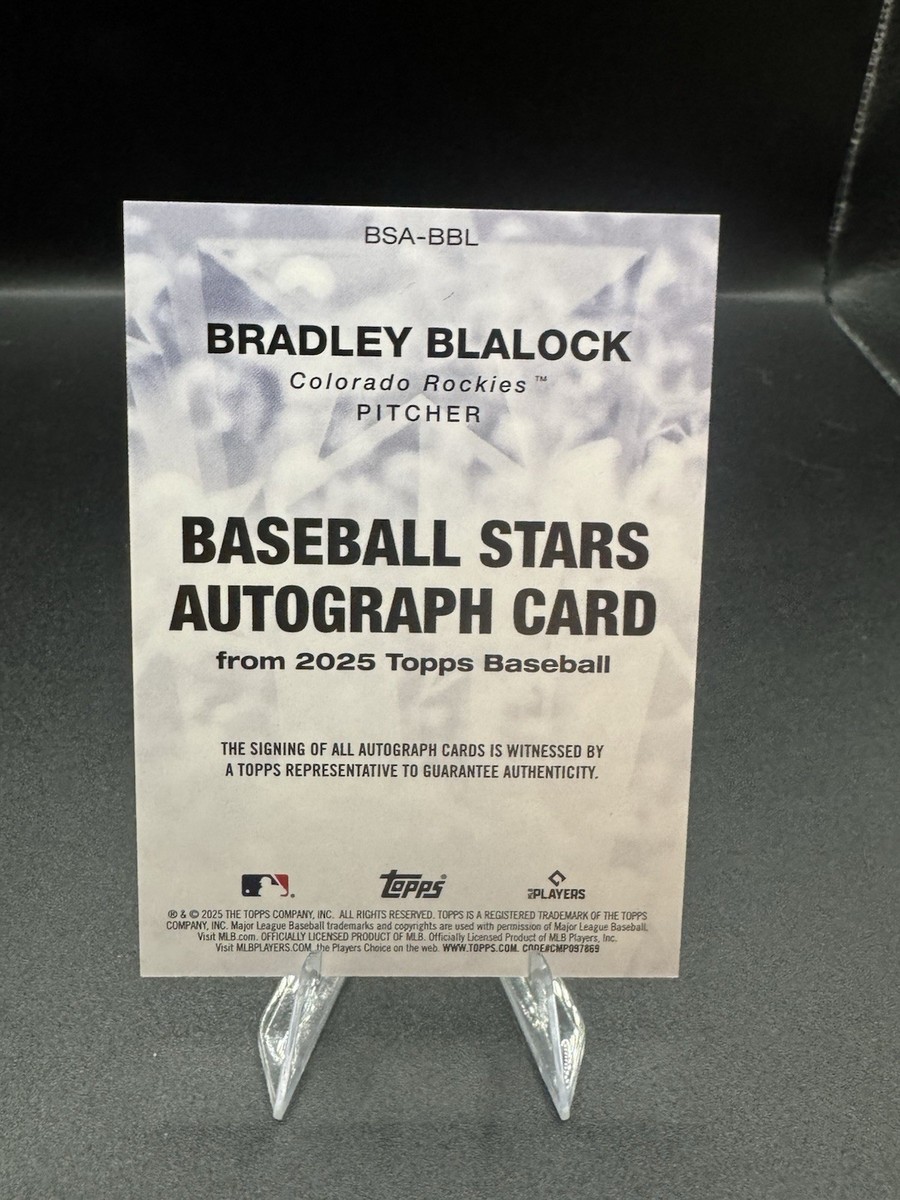 BSA-BBL
BRADLEY BLALOCK
Colorado Rockies™
PITCHER
BASEBALL STARS
AUTOGRAPH CARD
from 2025 Topps Baseball
THE SIGNING OF ALL AUTOGRAPH CARDS IS WITNESSED BY
A TOPPS REPRESENTATIVE TO GUARANTEE AUTHENTICITY.
Topps® MLB PLAYERS
® & © 2025 THE TOPPS COMPANY, INC. ALL RIGHTS RESERVED. TOPPS IS A REGISTERED TRADEMARK OF THE TOPPS
COMPANY, INC. Major League Baseball trademarks and copyrights are used with permission of Major League Baseball.
Visit MLB.com. OFFICIALLY LICENSED PRODUCT OF MLB. Officially Licensed Product of MLB Players, Inc.
Visit MLBPLAYERS.COM, the Players Choice on the web. WWW.TOPPS.COM. CODE#CMP097869